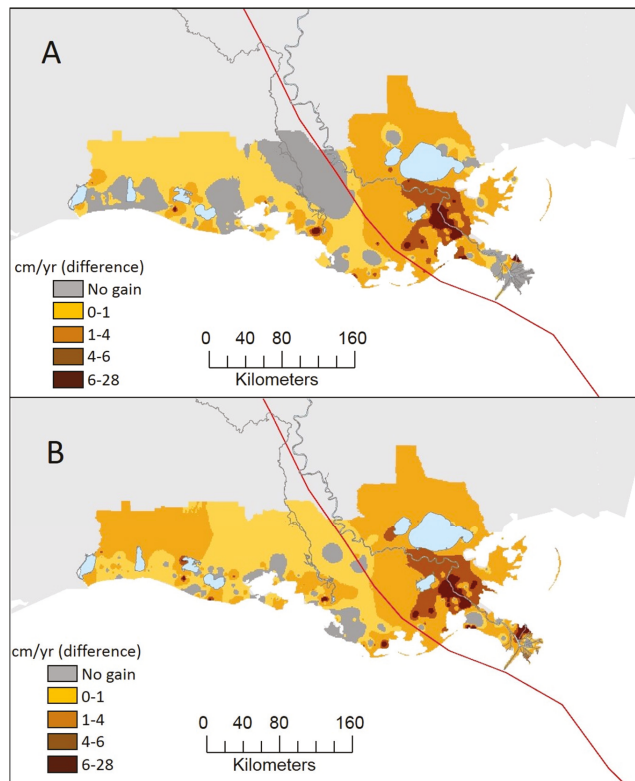 A
cm/yr (difference)
No gain
0-1
1-4
4-6
6-28
0 40 80 160
Kilometers
B
cm/yr (difference)
No gain
0-1
1-4
4-6
6-28
0 40 80 160
Kilometers